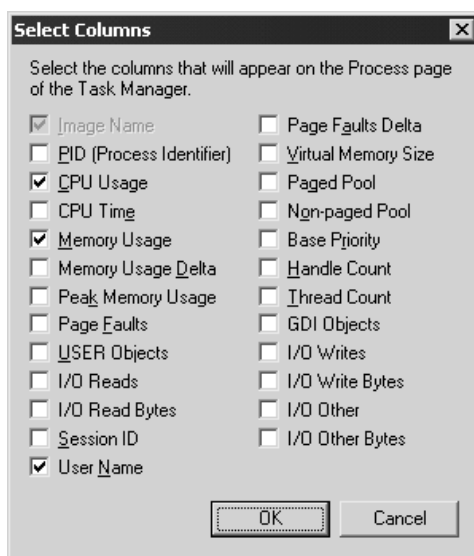 Select Columns
Select the columns that will appear on the Process page
of the Task Manager.
Image Name
PID (Process Identifier)
CPU Usage
CPU Time
Memory Usage
Memory Usage Delta
Peak Memory Usage
Page Faults
USER Objects
I/O Reads
I/O Read Bytes
Session ID
User Name
Page Faults Delta
Virtual Memory Size
Paged Pool
Non-paged Pool
Base Priority
Handle Count
Thread Count
GDI Objects
I/O Writes
I/O Write Bytes
I/O Other
I/O Other Bytes
OK
Cancel